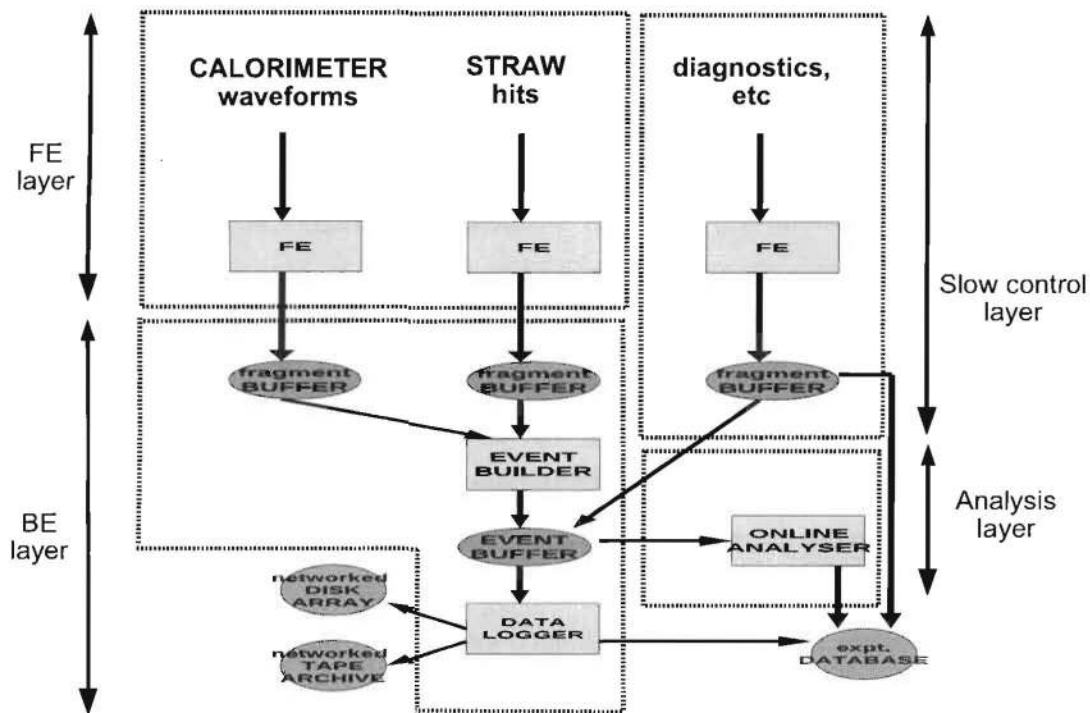 CALORIMETER
waveforms
STRAW
hits
diagnostics,
etc
FE
layer
FE
FE
FE
Slow control
layer
fragment
BUFFER
fragment
BUFFER
fragment
BUFFER
EVENT
BUILDER
BE
layer
Analysis
layer
EVENT
BUFFER
ONLINE
ANALYSER
networked
DISK
ARRAY
DATA
LOGGER
networked
TAPE
ARCHIVE
expt.
DATABASE